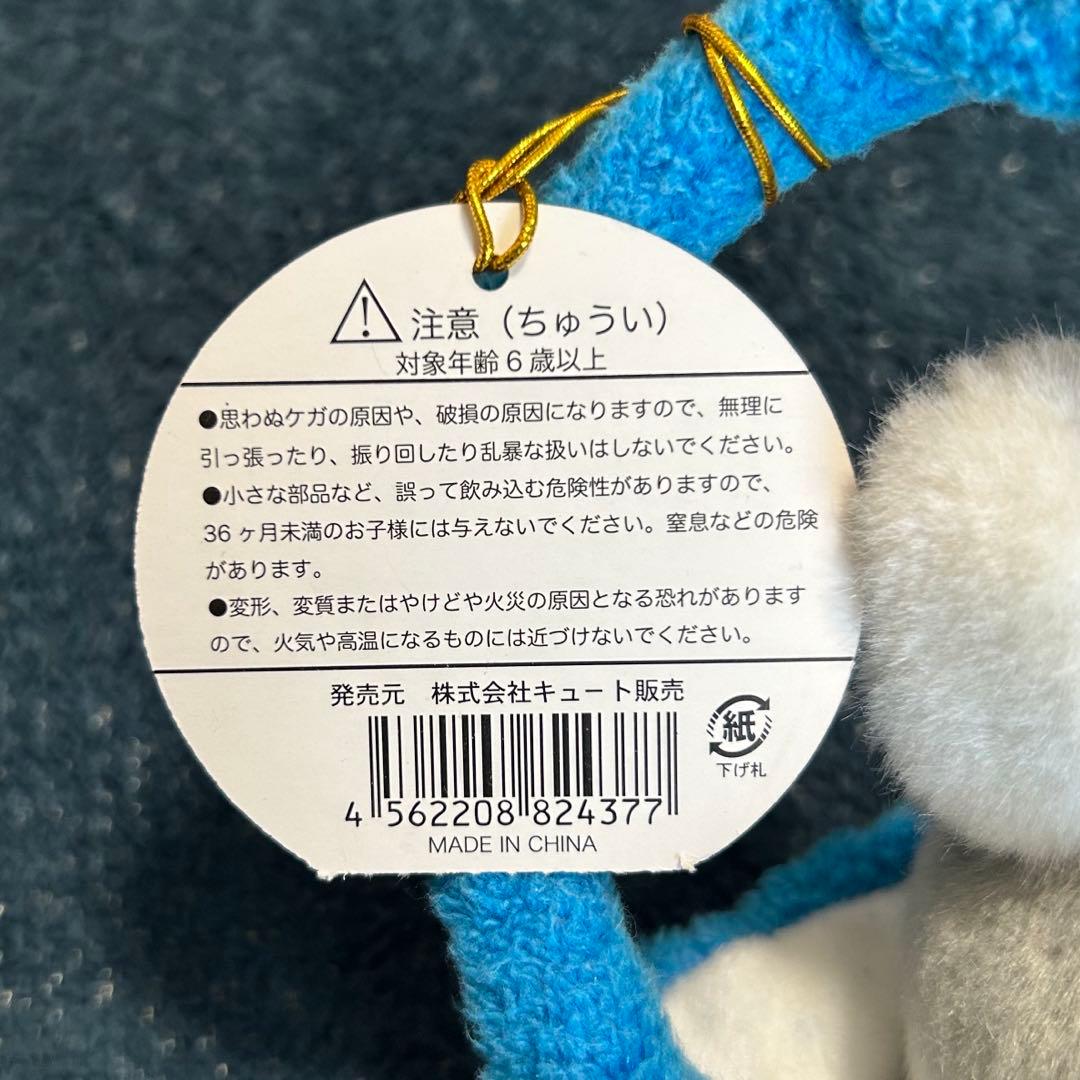 注意（ちゅうい）
対象年齢6歳以上
●思わぬケガの原因や、破損の原因になりますので、無理に
引っ張ったり、振り回したり乱暴な扱いはしないでください。
●小さな部品など、誤って飲み込む危険性がありますので、
36ヶ月未満のお子様には与えないでください。窒息などの危険
があります。
●変形、変質またはやけどや火災の原因となる恐れがあります
ので、火気や高温になるものには近づけないでください。
発売元　株式会社キュート販売
紙
下げ札
4 562208 824377
MADE IN CHINA